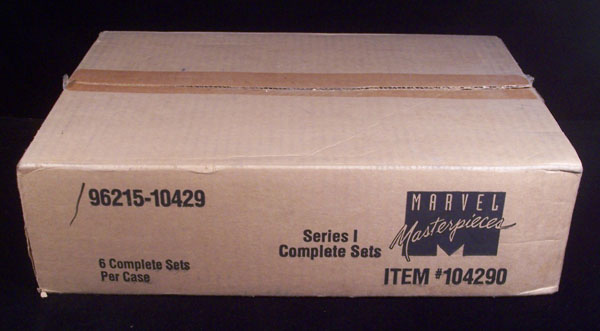 96215-10429
6 Complete Sets
Per Case
Series I
Complete Sets
MARVEL
Masterpieces
M
ITEM #104290